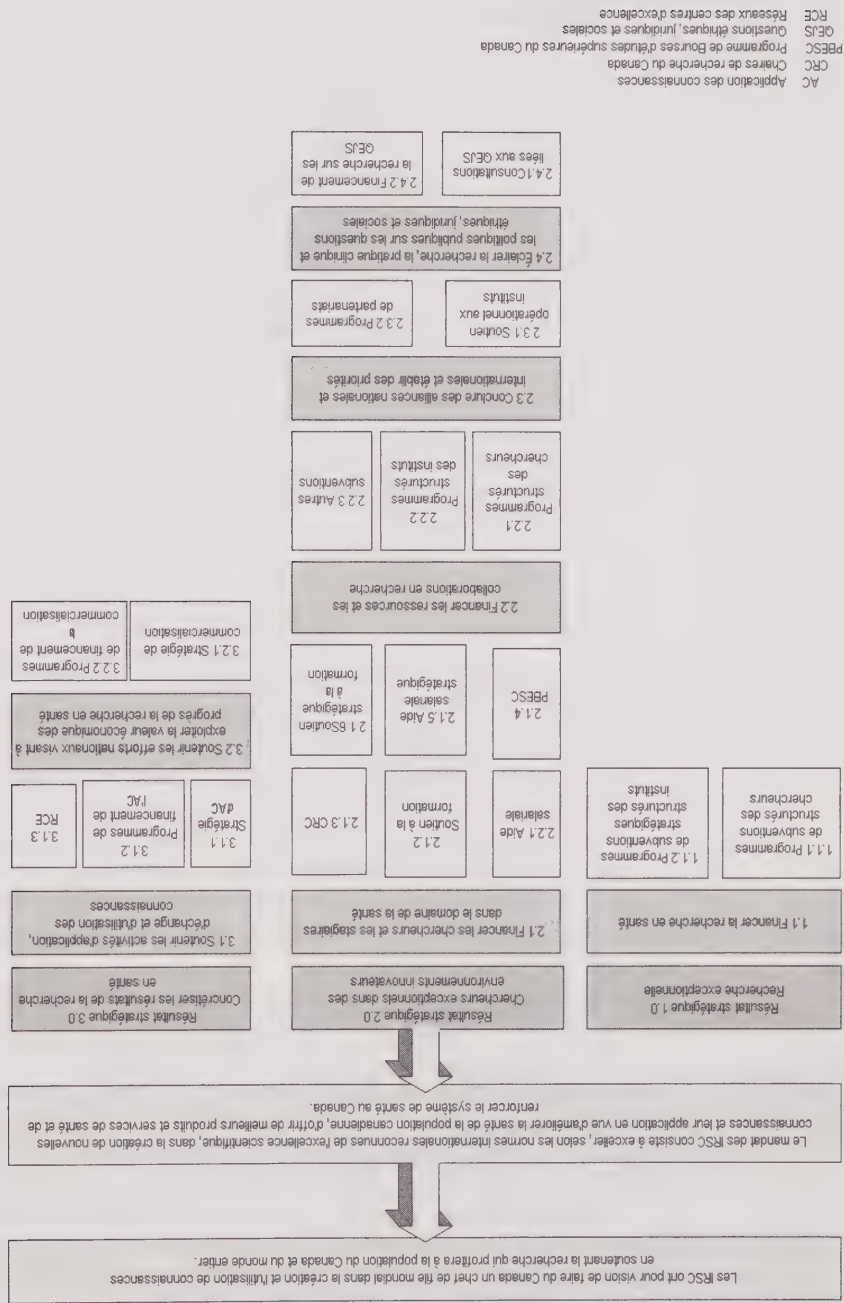 Les IRSC ont pour vision de faire du Canada un chef de file mondial dans la création et l'utilisation de connaissances
en soutenant la recherche qui profitera à la population du Canada et du monde entier.
Le mandat des IRSC consiste à exceller, selon les normes internationales reconnues de l'excellence scientifique, dans la création de nouvelles
connaissances et leur application en vue d'améliorer la santé de la population canadienne, d'offrir de meilleurs produits et services de santé et de
renforcer le système de santé au Canada.
Résultat stratégique 1.0
Recherche exceptionnelle
1.1 Financer la recherche en santé
1.1.1 Programmes
de subventions
structurés des
chercheurs
1.1.2 Programmes
de subventions
stratégiques
structurés des
instituts
Résultat stratégique 2.0
Chercheurs exceptionnels dans des
environnements innovateurs
2.1 Financer les chercheurs et les stagiaires
dans le domaine de la santé
2.2.1 Aide
salariale
2.1.2
Soutien à la
formation
2.1.3 CRC
2.1.4
PBESC
2.1.5 Aide
salariale
stratégique
2.1 6Soutien
stratégique
à la
formation
2.2 Financer les ressources et les
collaborations en recherche
2.2.1
Programmes
structurés
des
chercheurs
2.2.2
Programmes
structurés
des instituts
2.2.3 Autres
subventions
2.3 Conclure des alliances nationales et
internationales et établir des priorités
2.3.1 Soutien
opérationnel aux
instituts
2.3.2 Programmes
de partenariats
2.4 Éclairer la recherche, la pratique clinique et
les politiques publiques sur les questions
éthiques, juridiques et sociales
2.4.1Consultations
liées aux QEJS
2.4.2 Financement de
la recherche sur les
QEJS
Résultat stratégique 3.0
Concrétiser les résultats de la recherche
en santé
3.1 Soutenir les activités d'application,
d'échange et d'utilisation des
connaissances
3.1.1
Stratégie
d'AC
3.1.2
Programmes de
financement de
l'AC
3.1.3
RCE
3.2 Soutenir les efforts nationaux visant à
exploiter la valeur économique des
progrès de la recherche en santé
3.2.1 Stratégie de
commercialisation
3.2.2 Programmes
de financement de
la
commercialisation
AC Application des connaissances
CRC Chaires de recherche du Canada
PBESC Programme de Bourses d'études supérieures du Canada
QEJS Questions éthiques, juridiques et sociales
RCE Réseaux des centres d'excellence